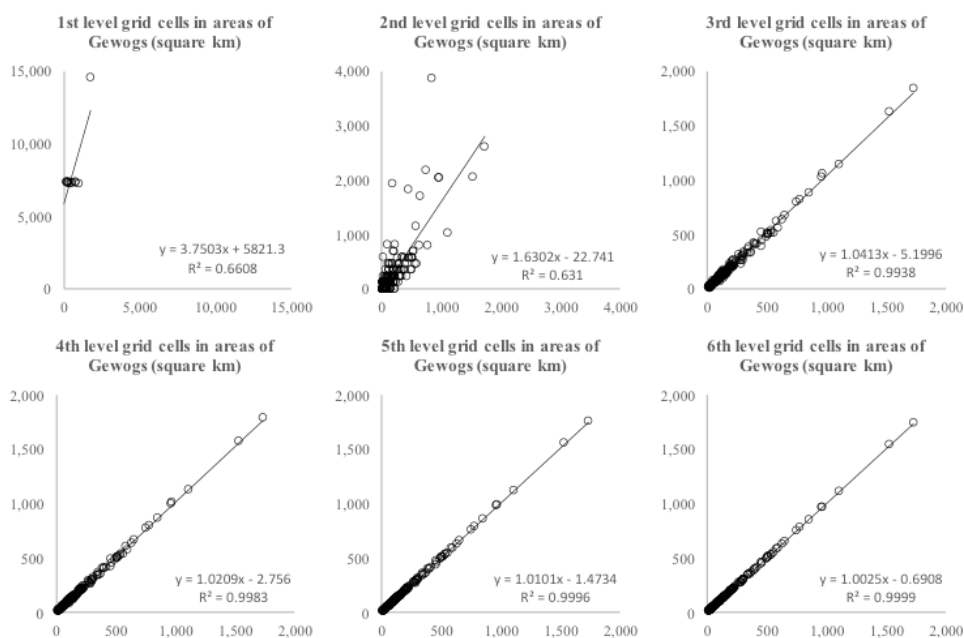 1st level grid cells in areas of
Gewogs (square km)
15,000
10,000
5,000
0
y = 3.7503x + 5821.3
R² = 0.6608
0 5,000 10,000 15,000
2nd level grid cells in areas of
Gewogs (square km)
4,000
3,000
2,000
1,000
0
y = 1.6302x - 22.741
R² = 0.631
0 1,000 2,000 3,000 4,000
3rd level grid cells in areas of
Gewogs (square km)
2,000
1,500
1,000
500
0
y = 1.0413x - 5.1996
R² = 0.9938
0 500 1,000 1,500 2,000
4th level grid cells in areas of
Gewogs (square km)
2,000
1,500
1,000
500
0
y = 1.0209x - 2.756
R² = 0.9983
0 500 1,000 1,500 2,000
5th level grid cells in areas of
Gewogs (square km)
2,000
1,500
1,000
500
0
y = 1.0101x - 1.4734
R² = 0.9996
0 500 1,000 1,500 2,000
6th level grid cells in areas of
Gewogs (square km)
2,000
1,500
1,000
500
0
y = 1.0025x - 0.6908
R² = 0.9999
0 500 1,000 1,500 2,000